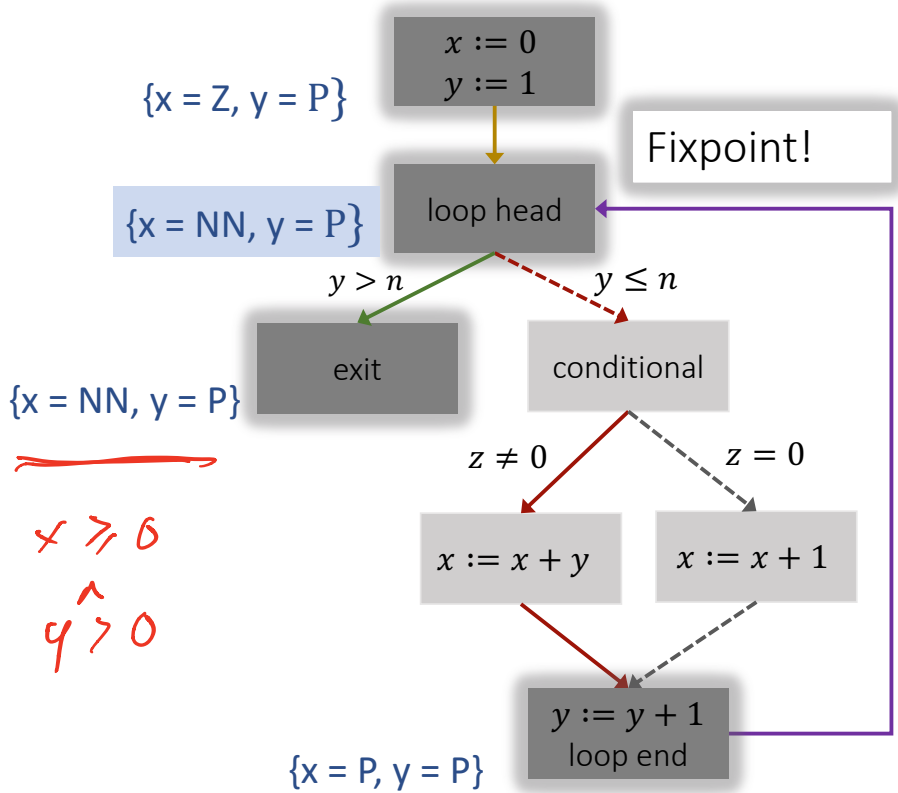 x := 0
y := 1
{x = Z, y = P}
Fixpoint!
loop head
{x = NN, y = P}
y > n
y ≤ n
exit
conditional
{x = NN, y = P}
z ≠ 0
z = 0
x ⩾ 0
∧
y > 0
x := x + y
x := x + 1
y := y + 1
loop end
{x = P, y = P}